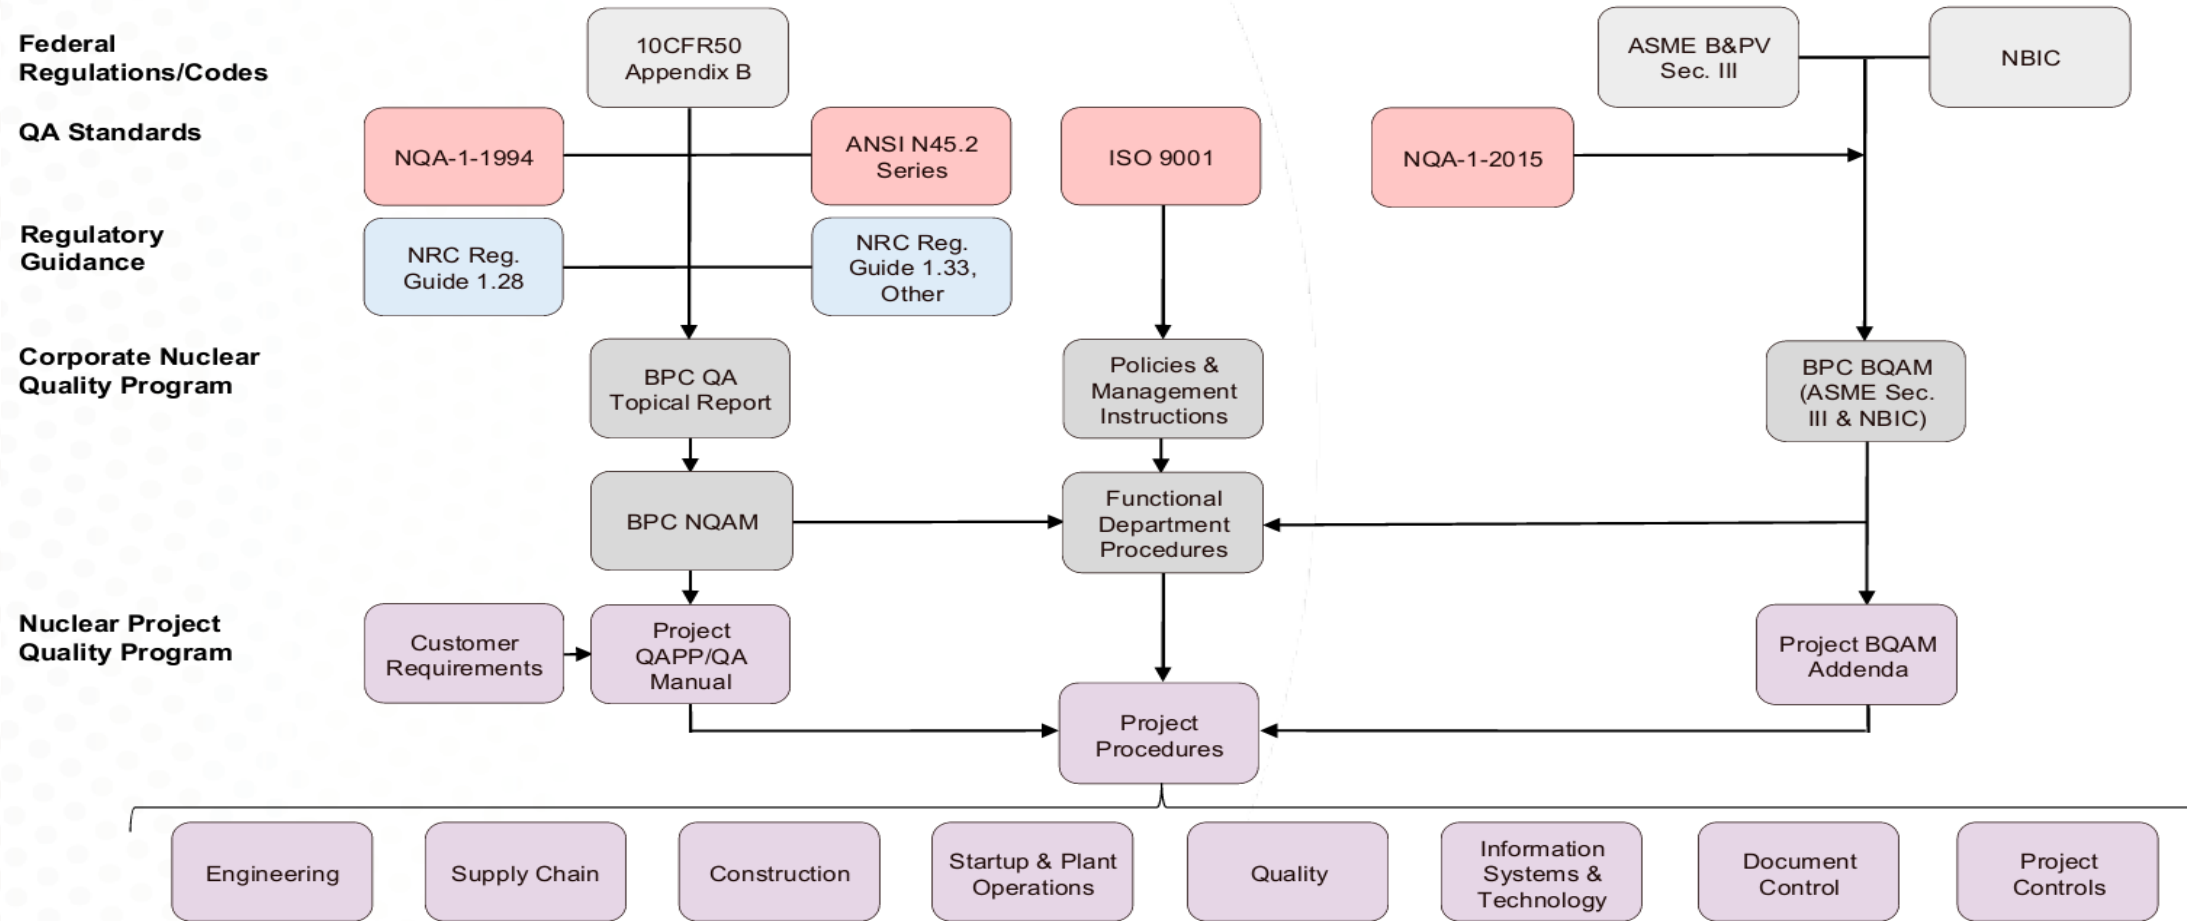 Federal
Regulations/Codes
10CFR50
Appendix B
ASME B&PV
Sec. III
NBIC
QA Standards
NQA-1-1994
ANSI N45.2
Series
ISO 9001
NQA-1-2015
Regulatory
Guidance
NRC Reg.
Guide 1.28
NRC Reg.
Guide 1.33,
Other
Corporate Nuclear
Quality Program
BPC QA
Topical Report
Policies &
Management
Instructions
BPC BQAM
(ASME Sec.
III & NBIC)
BPC NQAM
Functional
Department
Procedures
Nuclear Project
Quality Program
Customer
Requirements
Project
QAPP/QA
Manual
Project BQAM
Addenda
Project
Procedures
Engineering
Supply Chain
Construction
Startup & Plant
Operations
Quality
Information
Systems &
Technology
Document
Control
Project
Controls